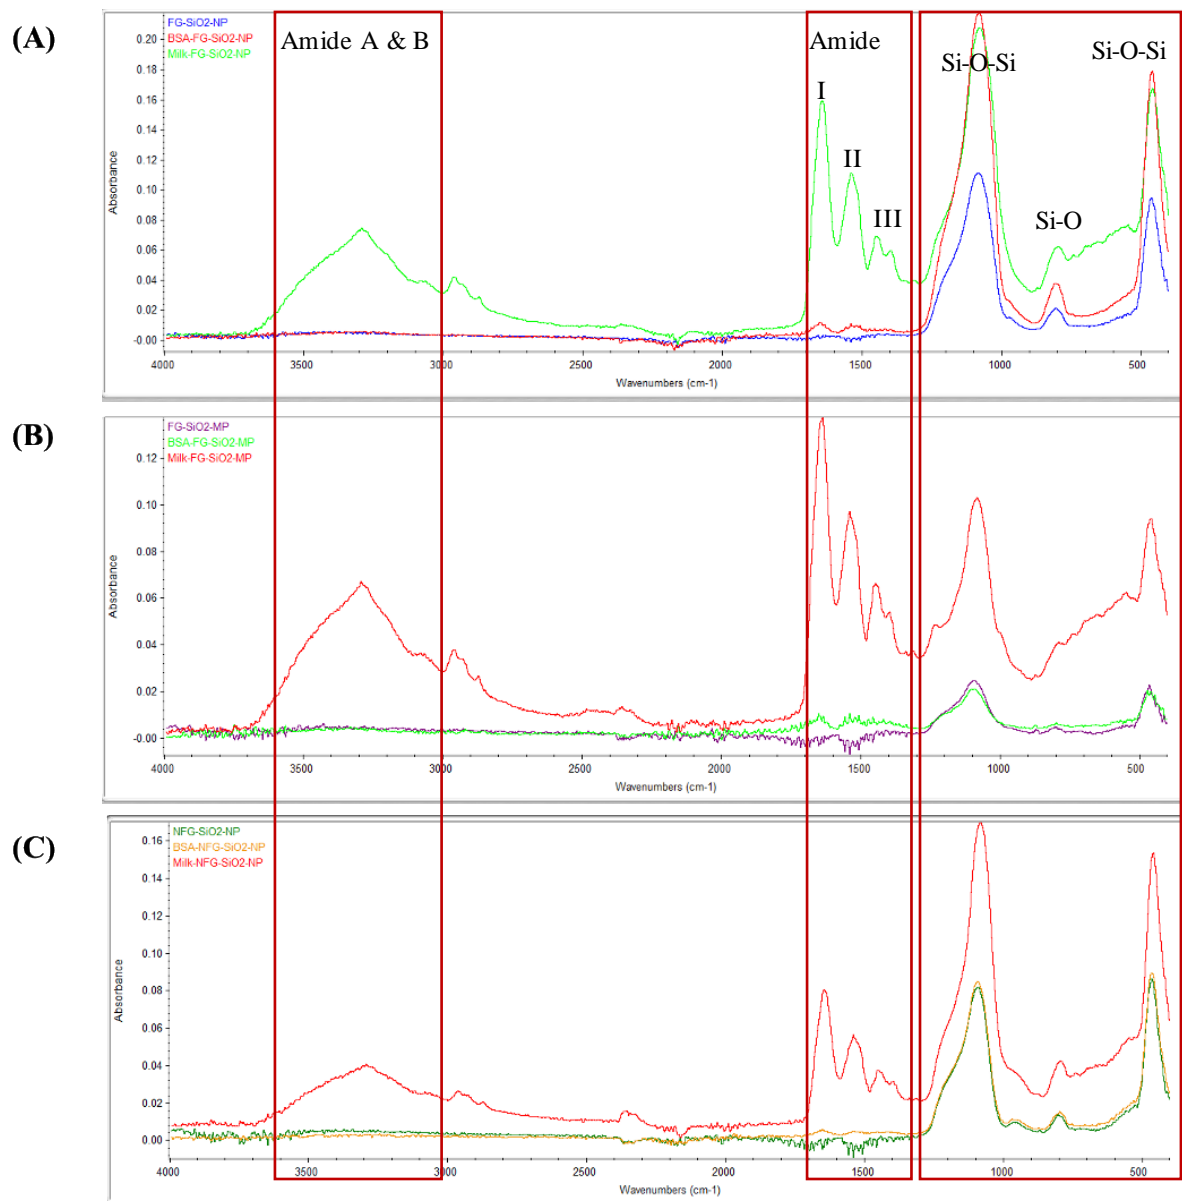 (A)
FG-SiO2-NP
BSA-FG-SiO2-NP
Milk-FG-SiO2-NP
Amide A & B
Amide
I
II
III
Si-O-Si
Si-O
Si-O-Si
Absorbance
0.20
0.18
0.16
0.14
0.12
0.10
0.08
0.06
0.04
0.02
-0.00
4000 3500 3000 2500 2000 1500 1000 500
Wavenumbers (cm-1)
(B)
FG-SiO2-MP
BSA-FG-SiO2-MP
Milk-FG-SiO2-MP
Absorbance
0.12
0.10
0.08
0.06
0.04
0.02
-0.00
4000 3500 3000 2500 2000 1500 1000 500
Wavenumbers (cm-1)
(C)
NFG-SiO2-NP
BSA-NFG-SiO2-NP
Milk-NFG-SiO2-NP
Absorbance
0.16
0.14
0.12
0.10
0.08
0.06
0.04
0.02
0.00
4000 3500 3000 2500 2000 1500 1000 500
Wavenumbers (cm-1)